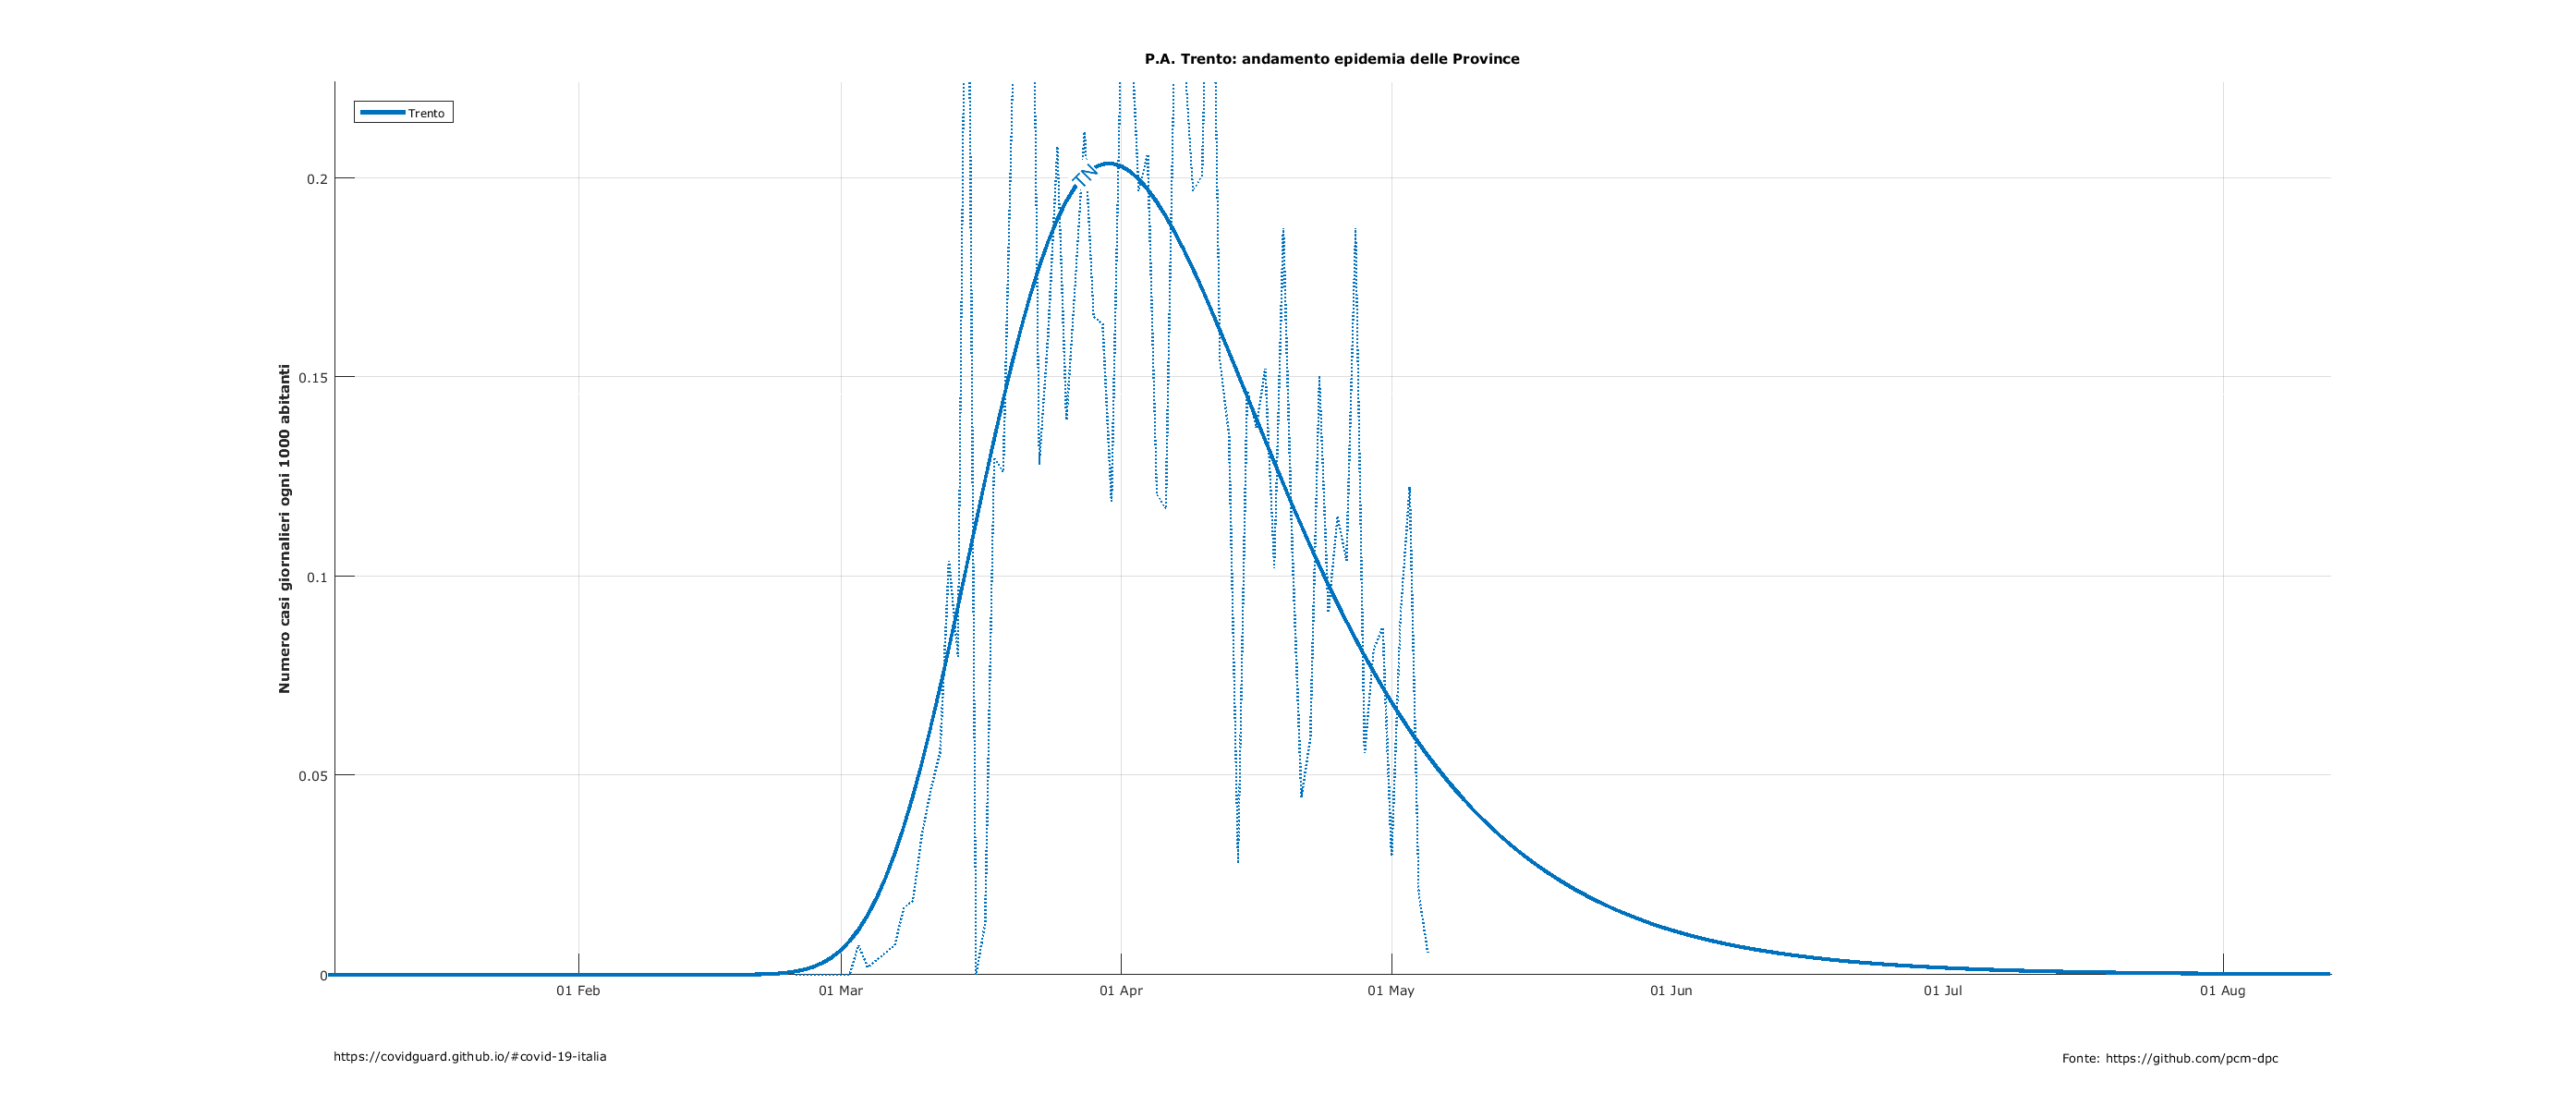 P.A. Trento: andamento epidemia delle Province
Trento
TN
Numero casi giornalieri ogni 1000 abitanti
0.2
0.15
0.1
0.05
0
01 Feb
01 Mar
01 Apr
01 May
01 Jun
01 Jul
01 Aug
https://covidguard.github.io/#covid-19-italia
Fonte: https://github.com/pcm-dpc